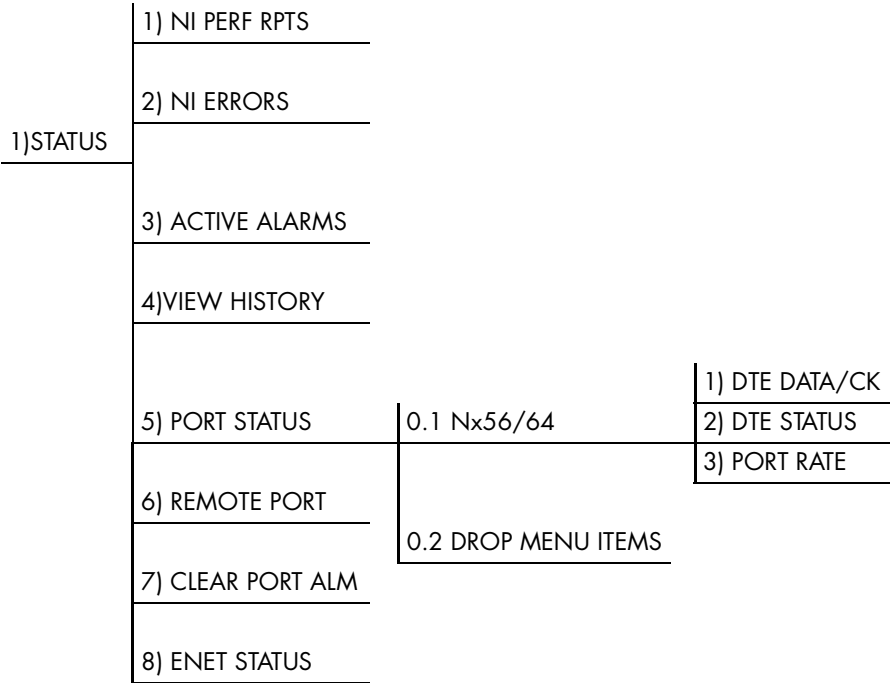 1) NI PERF RPTS
2) NI ERRORS
1)STATUS
3) ACTIVE ALARMS
4)VIEW HISTORY
1) DTE DATA/CK
5) PORT STATUS
0.1 Nx56/64
2) DTE STATUS
3) PORT RATE
6) REMOTE PORT
0.2 DROP MENU ITEMS
7) CLEAR PORT ALM
8) ENET STATUS